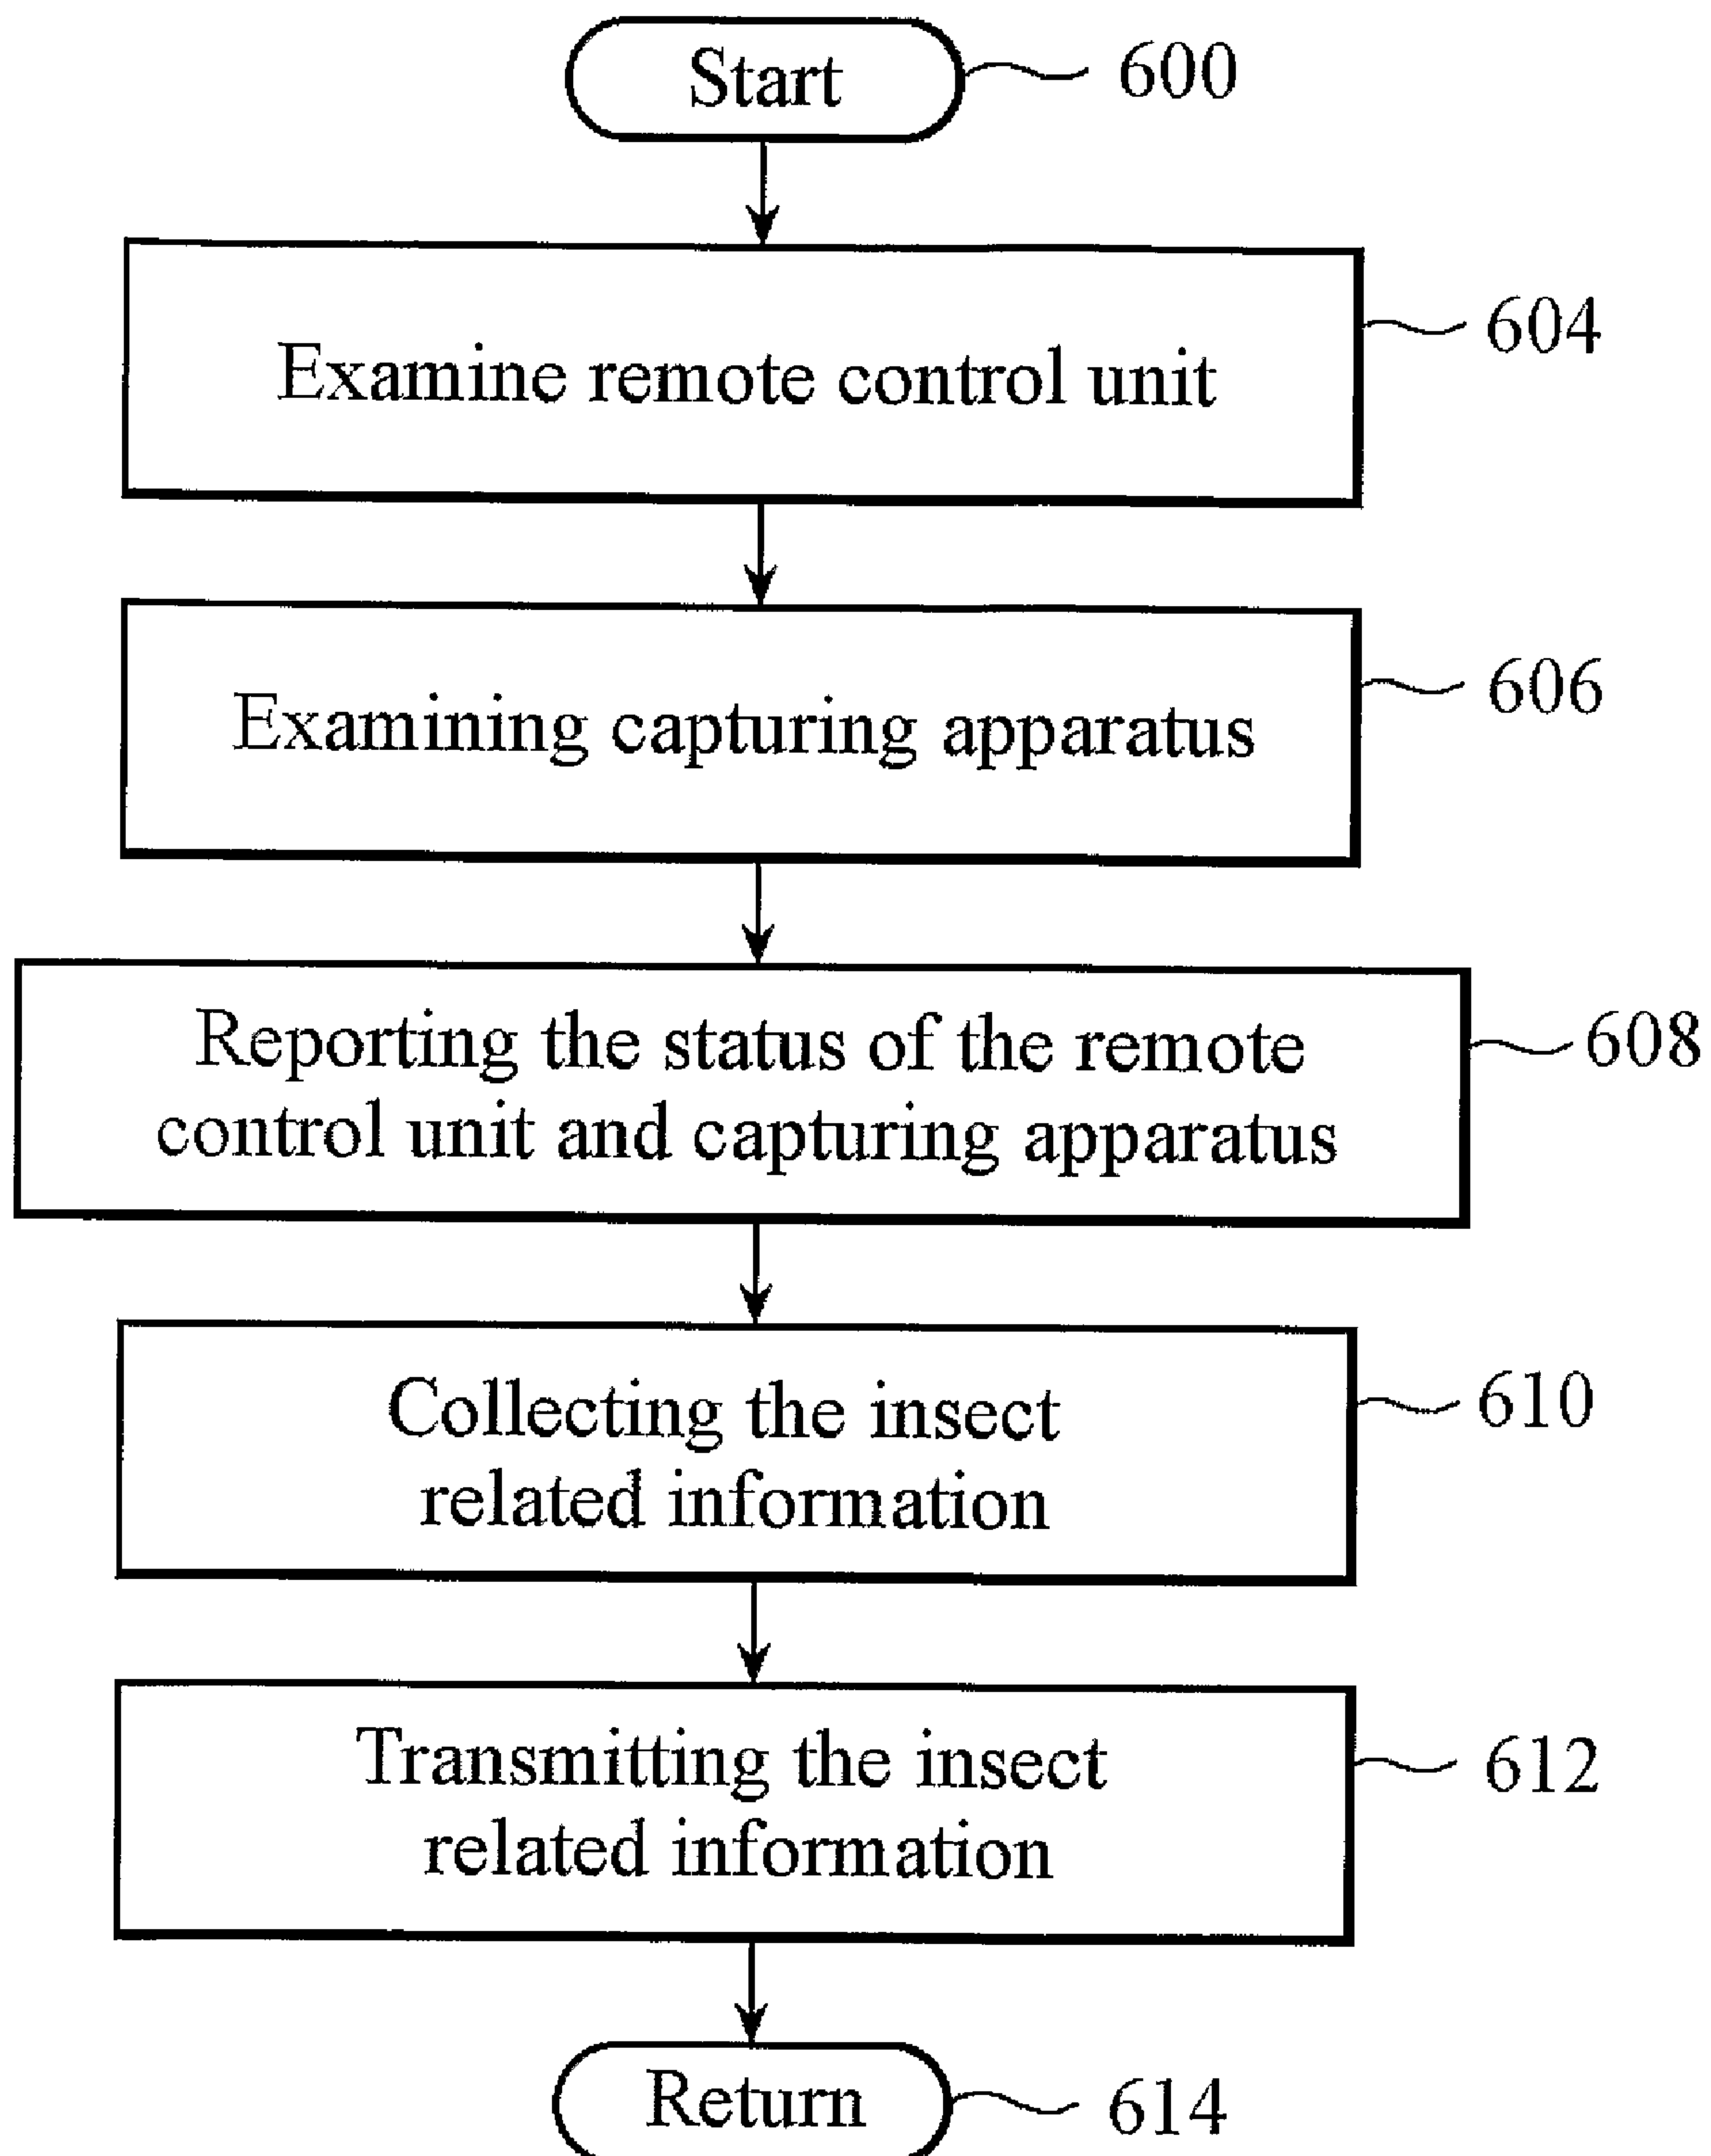 Start
600
Examine remote control unit
604
Examining capturing apparatus
606
Reporting the status of the remote
control unit and capturing apparatus
608
Collecting the insect
related information
610
Transmitting the insect
related information
612
Return
614